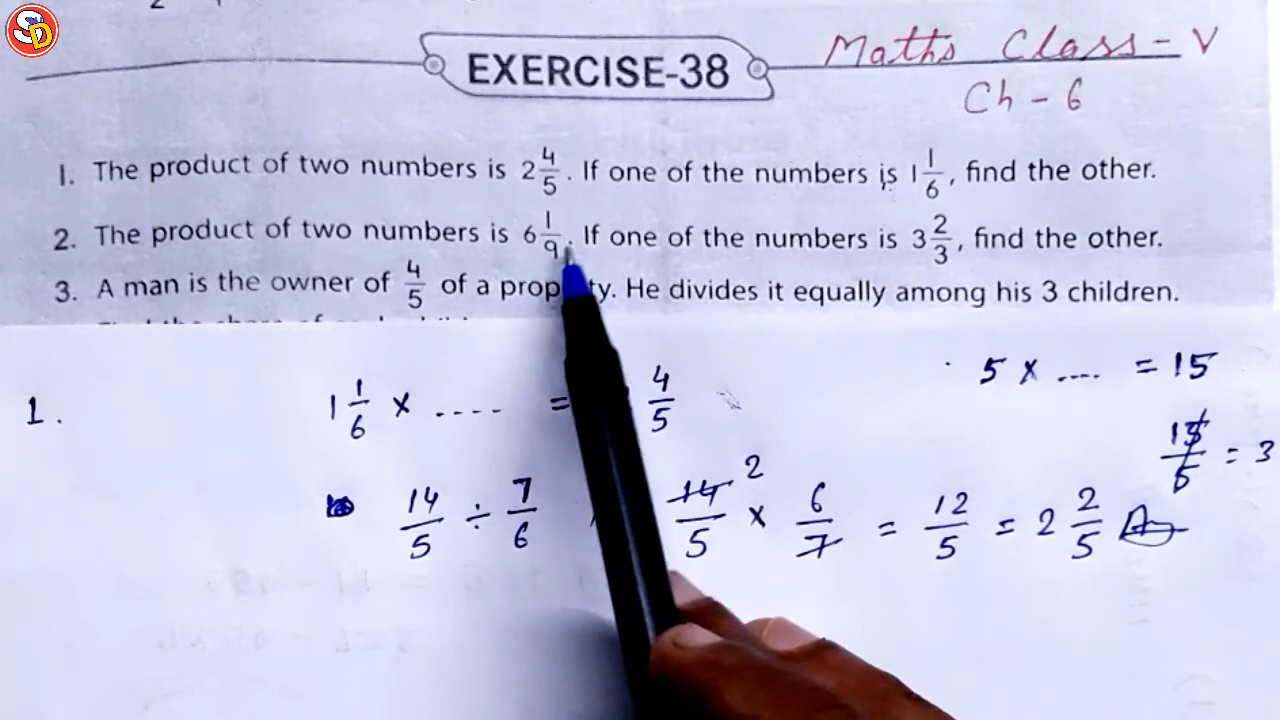 SD
EXERCISE-38
Maths Class - V
Ch - 6
1. The product of two numbers is 2 4/5. If one of the numbers is 1 1/6, find the other.
2. The product of two numbers is 6 1/9. If one of the numbers is 3 2/3, find the other.
3. A man is the owner of 4/5 of a property. He divides it equally among his 3 children.
5 × .... = 15
1. 1 1/6 × .... = 4/5
15/5 = 3
14/5 ÷ 7/6 14/5 2 × 6/7 = 12/5 = 2 2/5 Ans